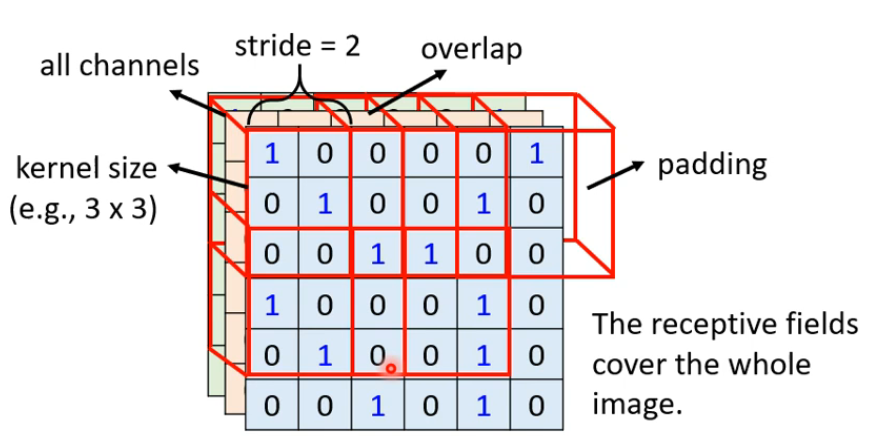 stride = 2
overlap
all channels
kernel size
(e.g., 3 x 3)
padding
1 0 0 0 0 1
0 1 0 0 1 0
0 0 1 1 0 0
1 0 0 0 1 0
0 1 0 0 1 0
0 0 1 0 1 0
The receptive fields
cover the whole
image.